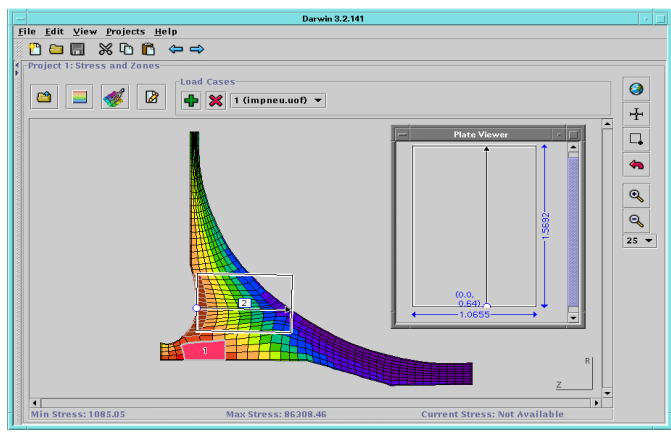 Darwin 3.2.141
File Edit View Projects Help
Project 1: Stress and Zones
Load Cases
1 (impneu.uof)
Plate Viewer
1.5692
(0.0,
0.64)
1.0655
2
1
25
R
Z
Min Stress: 1085.05 Max Stress: 86308.46 Current Stress: Not Available